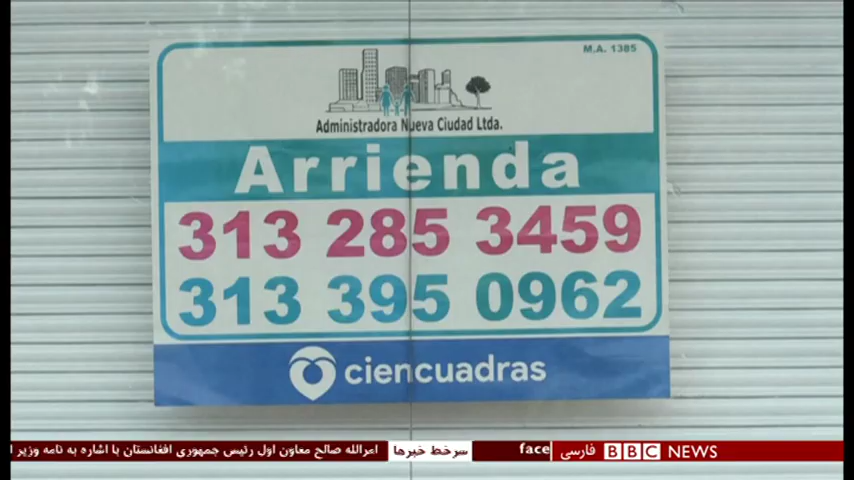 M.A. 1385
Administradora Nueva Ciudad Ltda.
Arrienda
313 285 3459
313 395 0962
ciencuadras
امرالله صالح معاون اول رئیس جمهوری افغانستان با اشاره به نامه وزیر ا
سرخط خبرها
face
فارسی BBC NEWS